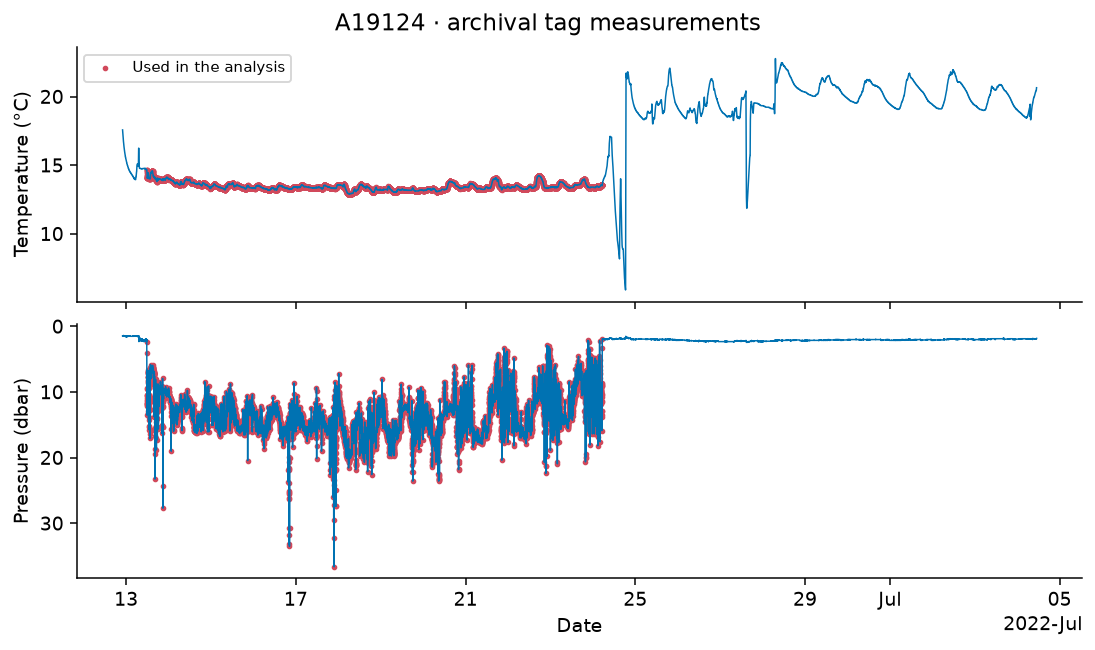 A19124 · archival tag measurements
Used in the analysis
Temperature (°C)
20
15
10
Pressure (dbar)
0
10
20
30
13
17
21
25
29
Jul
05
Date
2022-Jul